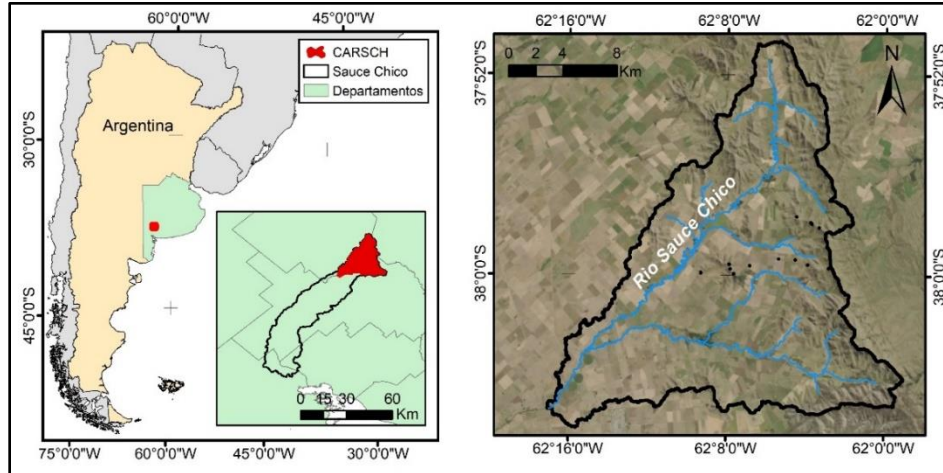 60°0'0"O
45°0'0"O
CARSCH
Sauce Chico
Departamentos
Argentina
30°0'0"S
45°0'0"S
0 15 30 60
Km
75°0'0"O 60°0'0"O 45°0'0"O 30°0'0"O
62°16'0"O 62°8'0"O 62°0'0"O
0 2 4 8
Km
N
37°52'0"S
37°52'0"S
Rio Sauce Chico
38°0'0"S
38°0'0"S
62°16'0"O 62°8'0"O 62°0'0"O